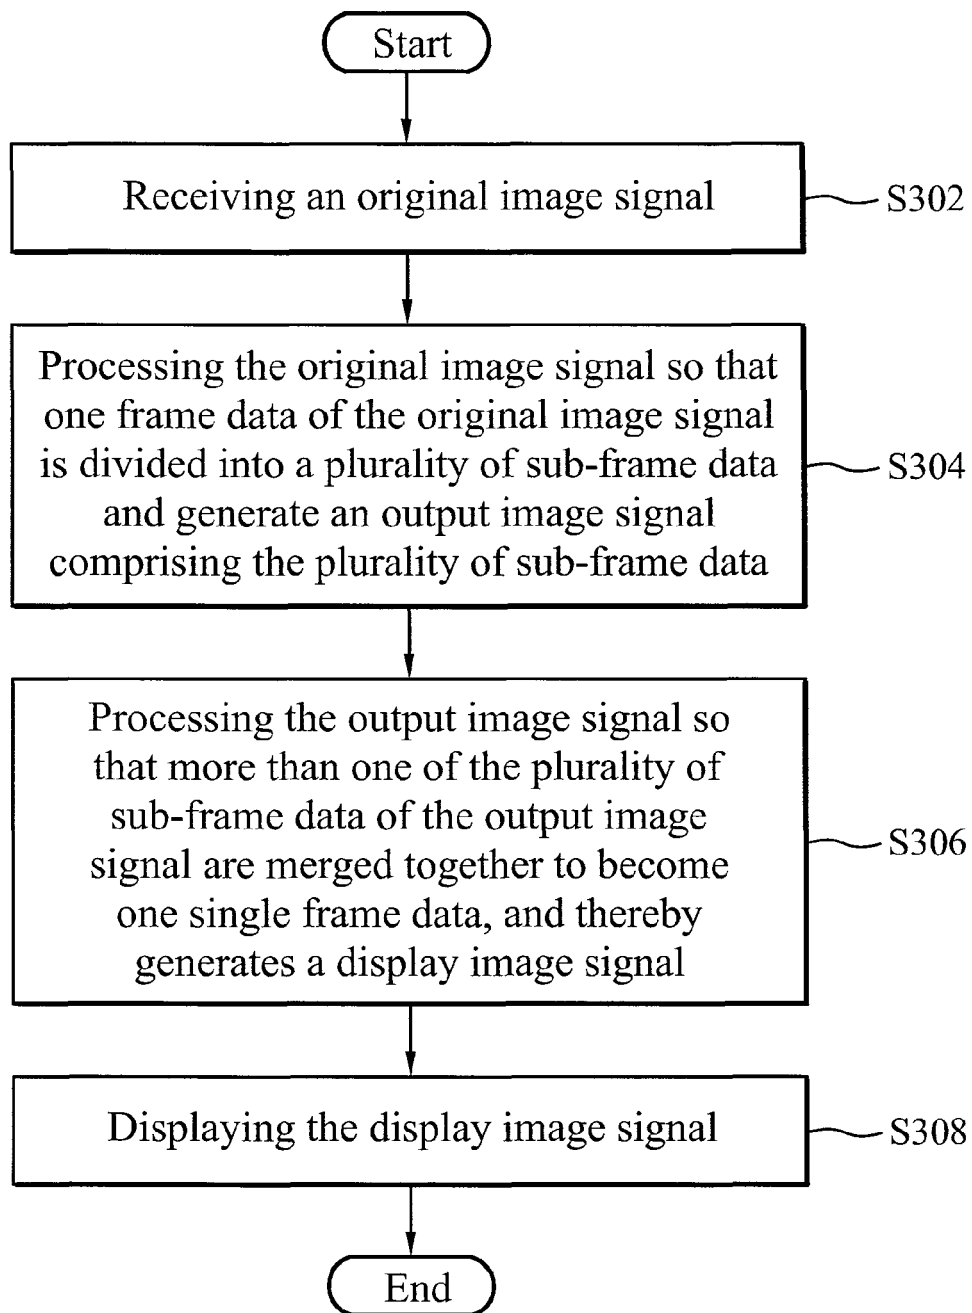 Start
Receiving an original image signal
S302
Processing the original image signal so that
one frame data of the original image signal
is divided into a plurality of sub-frame data
and generate an output image signal
comprising the plurality of sub-frame data
S304
Processing the output image signal so
that more than one of the plurality of
sub-frame data of the output image
signal are merged together to become
one single frame data, and thereby
generates a display image signal
S306
Displaying the display image signal
S308
End